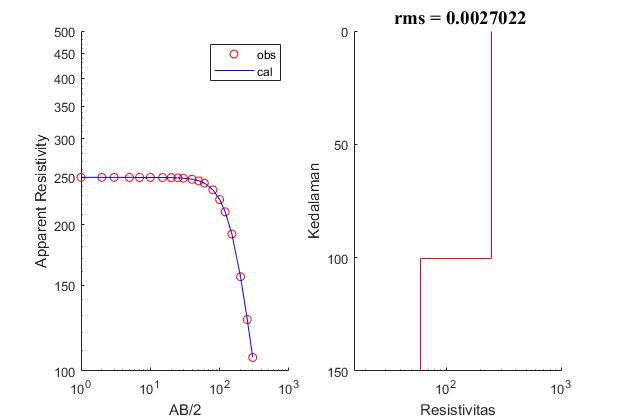 rms = 0.0027022
500
450
400
350
300
250
200
150
100
10^0
10^1
10^2
10^3
AB/2
Apparent Resistivity
obs
cal
0
50
100
150
10^2
10^3
Resistivitas
Kedalaman